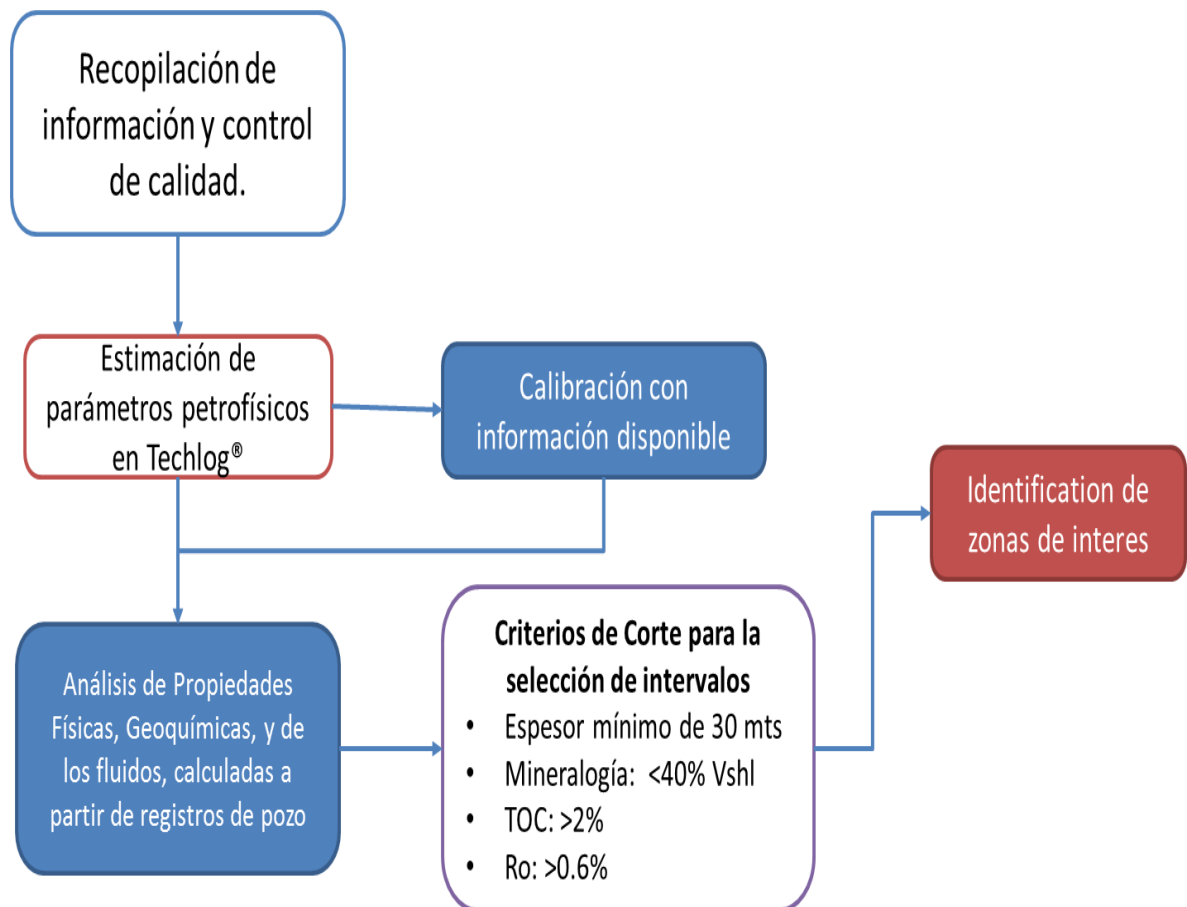 Recopilación de
información y control
de calidad.
Estimación de
parámetros petrofísicos
en Techlog®
Calibración con
información disponible
Identification de
zonas de interes
Análisis de Propiedades
Físicas, Geoquímicas, y de
los fluidos, calculadas a
partir de registros de pozo
Criterios de Corte para la
selección de intervalos
• Espesor mínimo de 30 mts
• Mineralogía: <40% Vshl
• TOC: >2%
• Ro: >0.6%